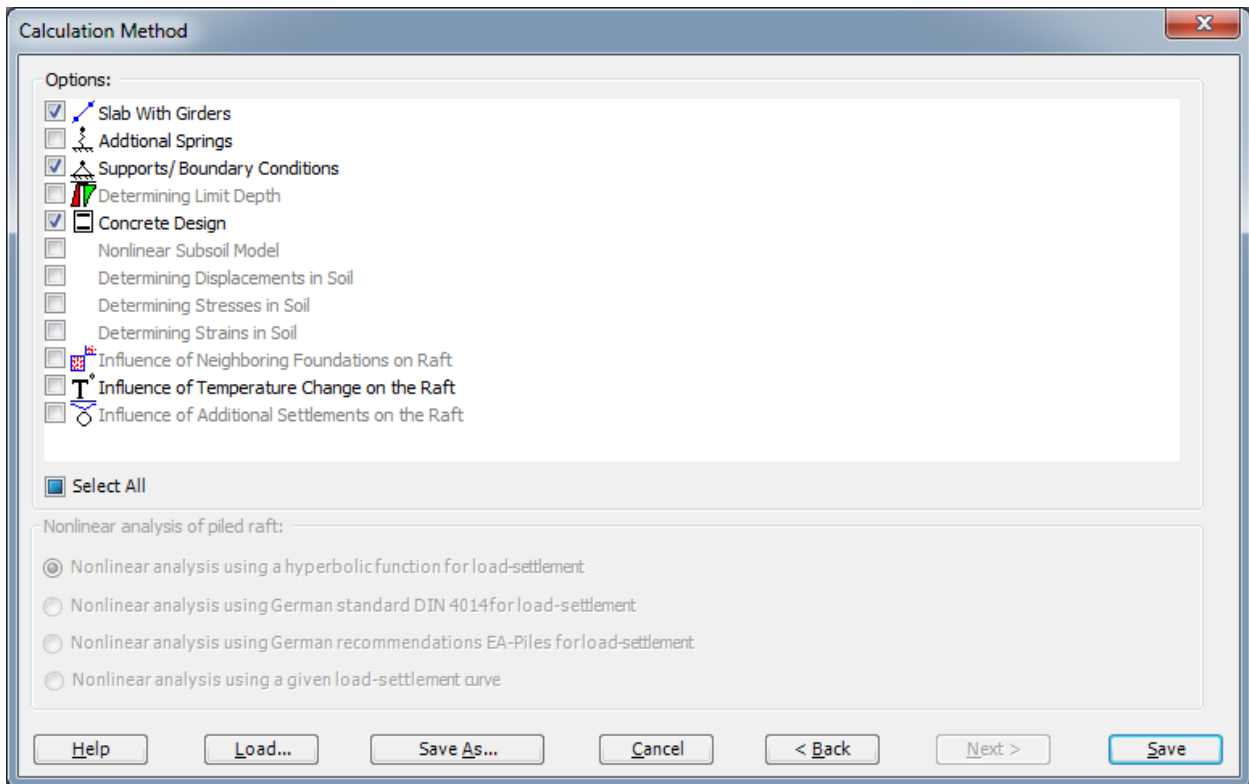 Calculation Method
x
Options:
Slab With Girders
Addtional Springs
Supports/ Boundary Conditions
Determining Limit Depth
Concrete Design
Nonlinear Subsoil Model
Determining Displacements in Soil
Determining Stresses in Soil
Determining Strains in Soil
Influence of Neighboring Foundations on Raft
T° Influence of Temperature Change on the Raft
Influence of Additional Settlements on the Raft
Select All
Nonlinear analysis of piled raft:
Nonlinear analysis using a hyperbolic function for load-settlement
Nonlinear analysis using German standard DIN 4014 for load-settlement
Nonlinear analysis using German recommendations EA-Piles for load-settlement
Nonlinear analysis using a given load-settlement curve
Help Load... Save As... Cancel < Back Next > Save